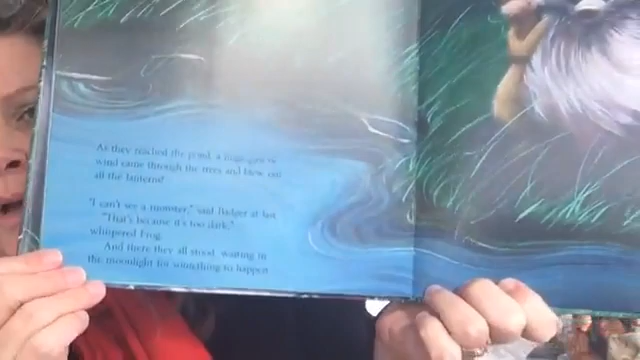 As they reached the pond, a huge gust of
wind came through the trees and blew out
all the lanterns!
"I can't see a monster," said Badger at last.
"That's because it's too dark,"
whispered Frog.
And there they all stood, waiting in
the moonlight for something to happen